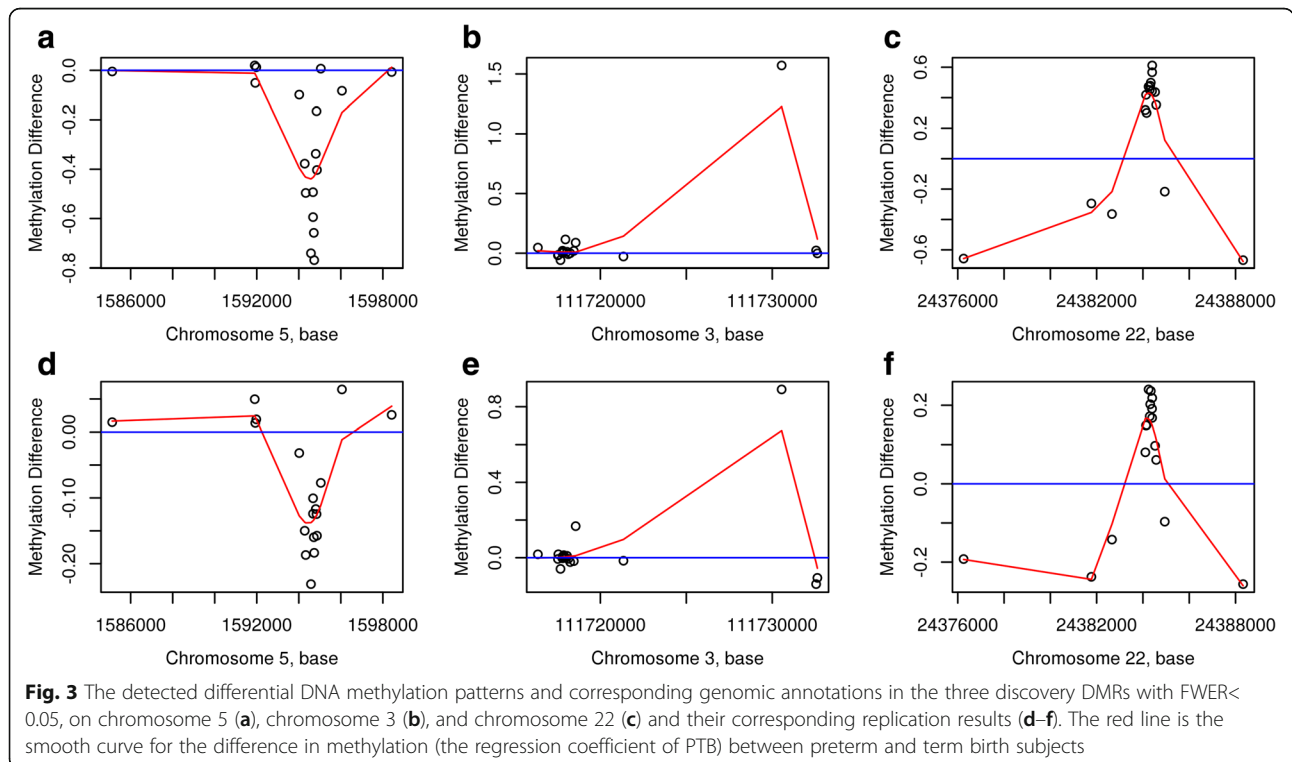 a
b
c
Methylation Difference
0.0
-0.2
-0.4
-0.6
-0.8
1586000
1592000
1598000
Chromosome 5, base
Methylation Difference
1.5
1.0
0.5
0.0
111720000
111730000
Chromosome 3, base
Methylation Difference
0.6
0.2
-0.2
-0.6
24376000
24382000
24388000
Chromosome 22, base
d
e
f
Methylation Difference
0.00
-0.10
-0.20
1586000
1592000
1598000
Chromosome 5, base
Methylation Difference
0.8
0.4
0.0
111720000
111730000
Chromosome 3, base
Methylation Difference
0.2
0.0
-0.2
24376000
24382000
24388000
Chromosome 22, base
Fig. 3 The detected differential DNA methylation patterns and corresponding genomic annotations in the three discovery DMRs with FWER<
0.05, on chromosome 5 (a), chromosome 3 (b), and chromosome 22 (c) and their corresponding replication results (d–f). The red line is the
smooth curve for the difference in methylation (the regression coefficient of PTB) between preterm and term birth subjects